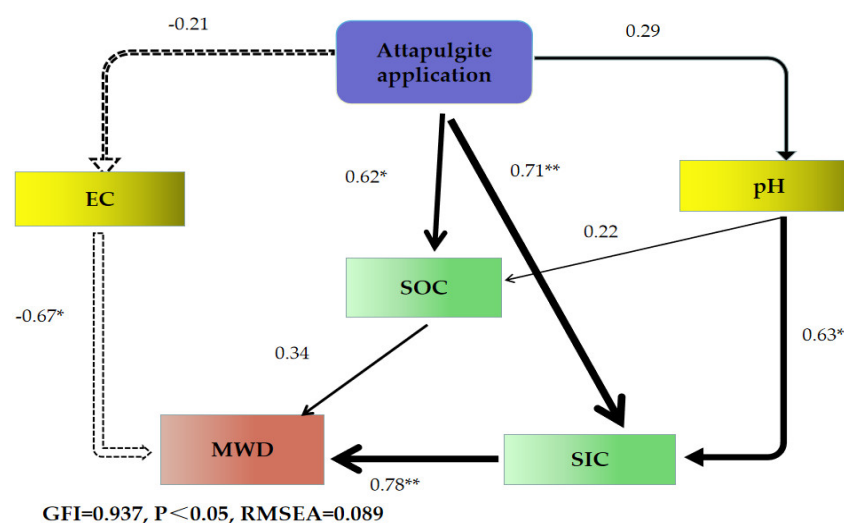 -0.21
Attapulgite
application
0.29
EC
0.62*
0.71**
pH
0.22
SOC
-0.67*
0.34
0.63*
MWD
SIC
0.78**
GFI=0.937, P＜0.05, RMSEA=0.089